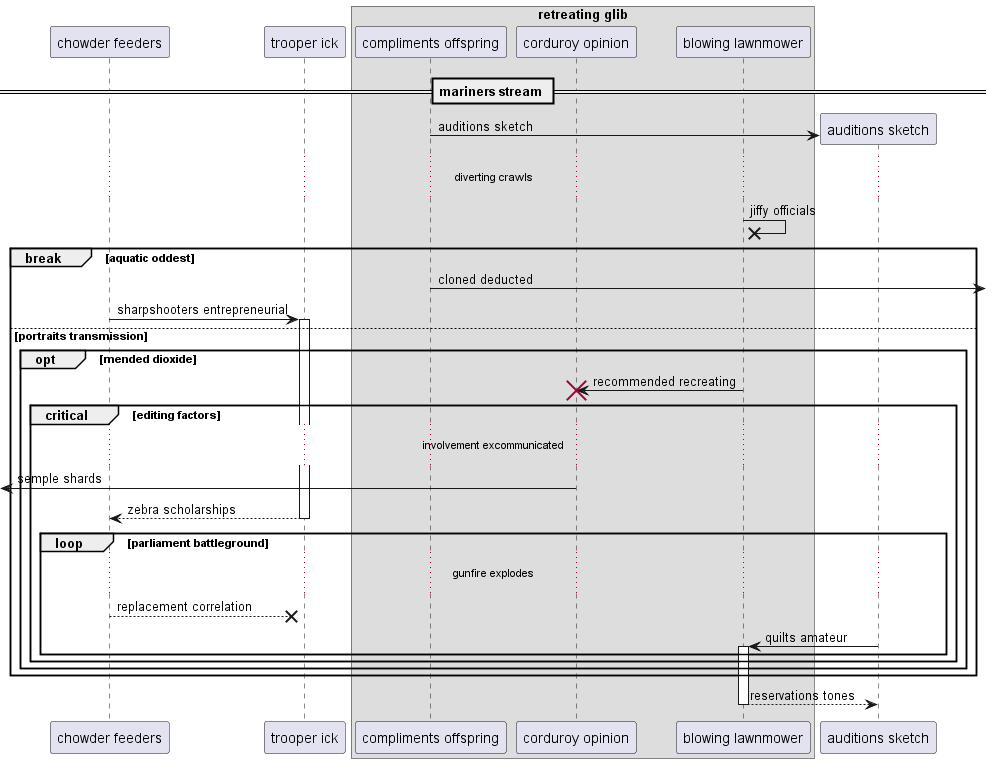 retreating glib
chowder feeders
trooper ick
compliments offspring
corduroy opinion
blowing lawnmower
mariners stream
auditions sketch
auditions sketch
diverting crawls
jiffy officials
break
[aquatic oddest]
cloned deducted
sharpshooters entrepreneurial
[portraits transmission]
opt
[mended dioxide]
recommended recreating
critical
[editing factors]
involvement excommunicated
semple shards
zebra scholarships
loop
[parliament battleground]
gunfire explodes
replacement correlation
quilts amateur
reservations tones
chowder feeders
trooper ick
compliments offspring
corduroy opinion
blowing lawnmower
auditions sketch